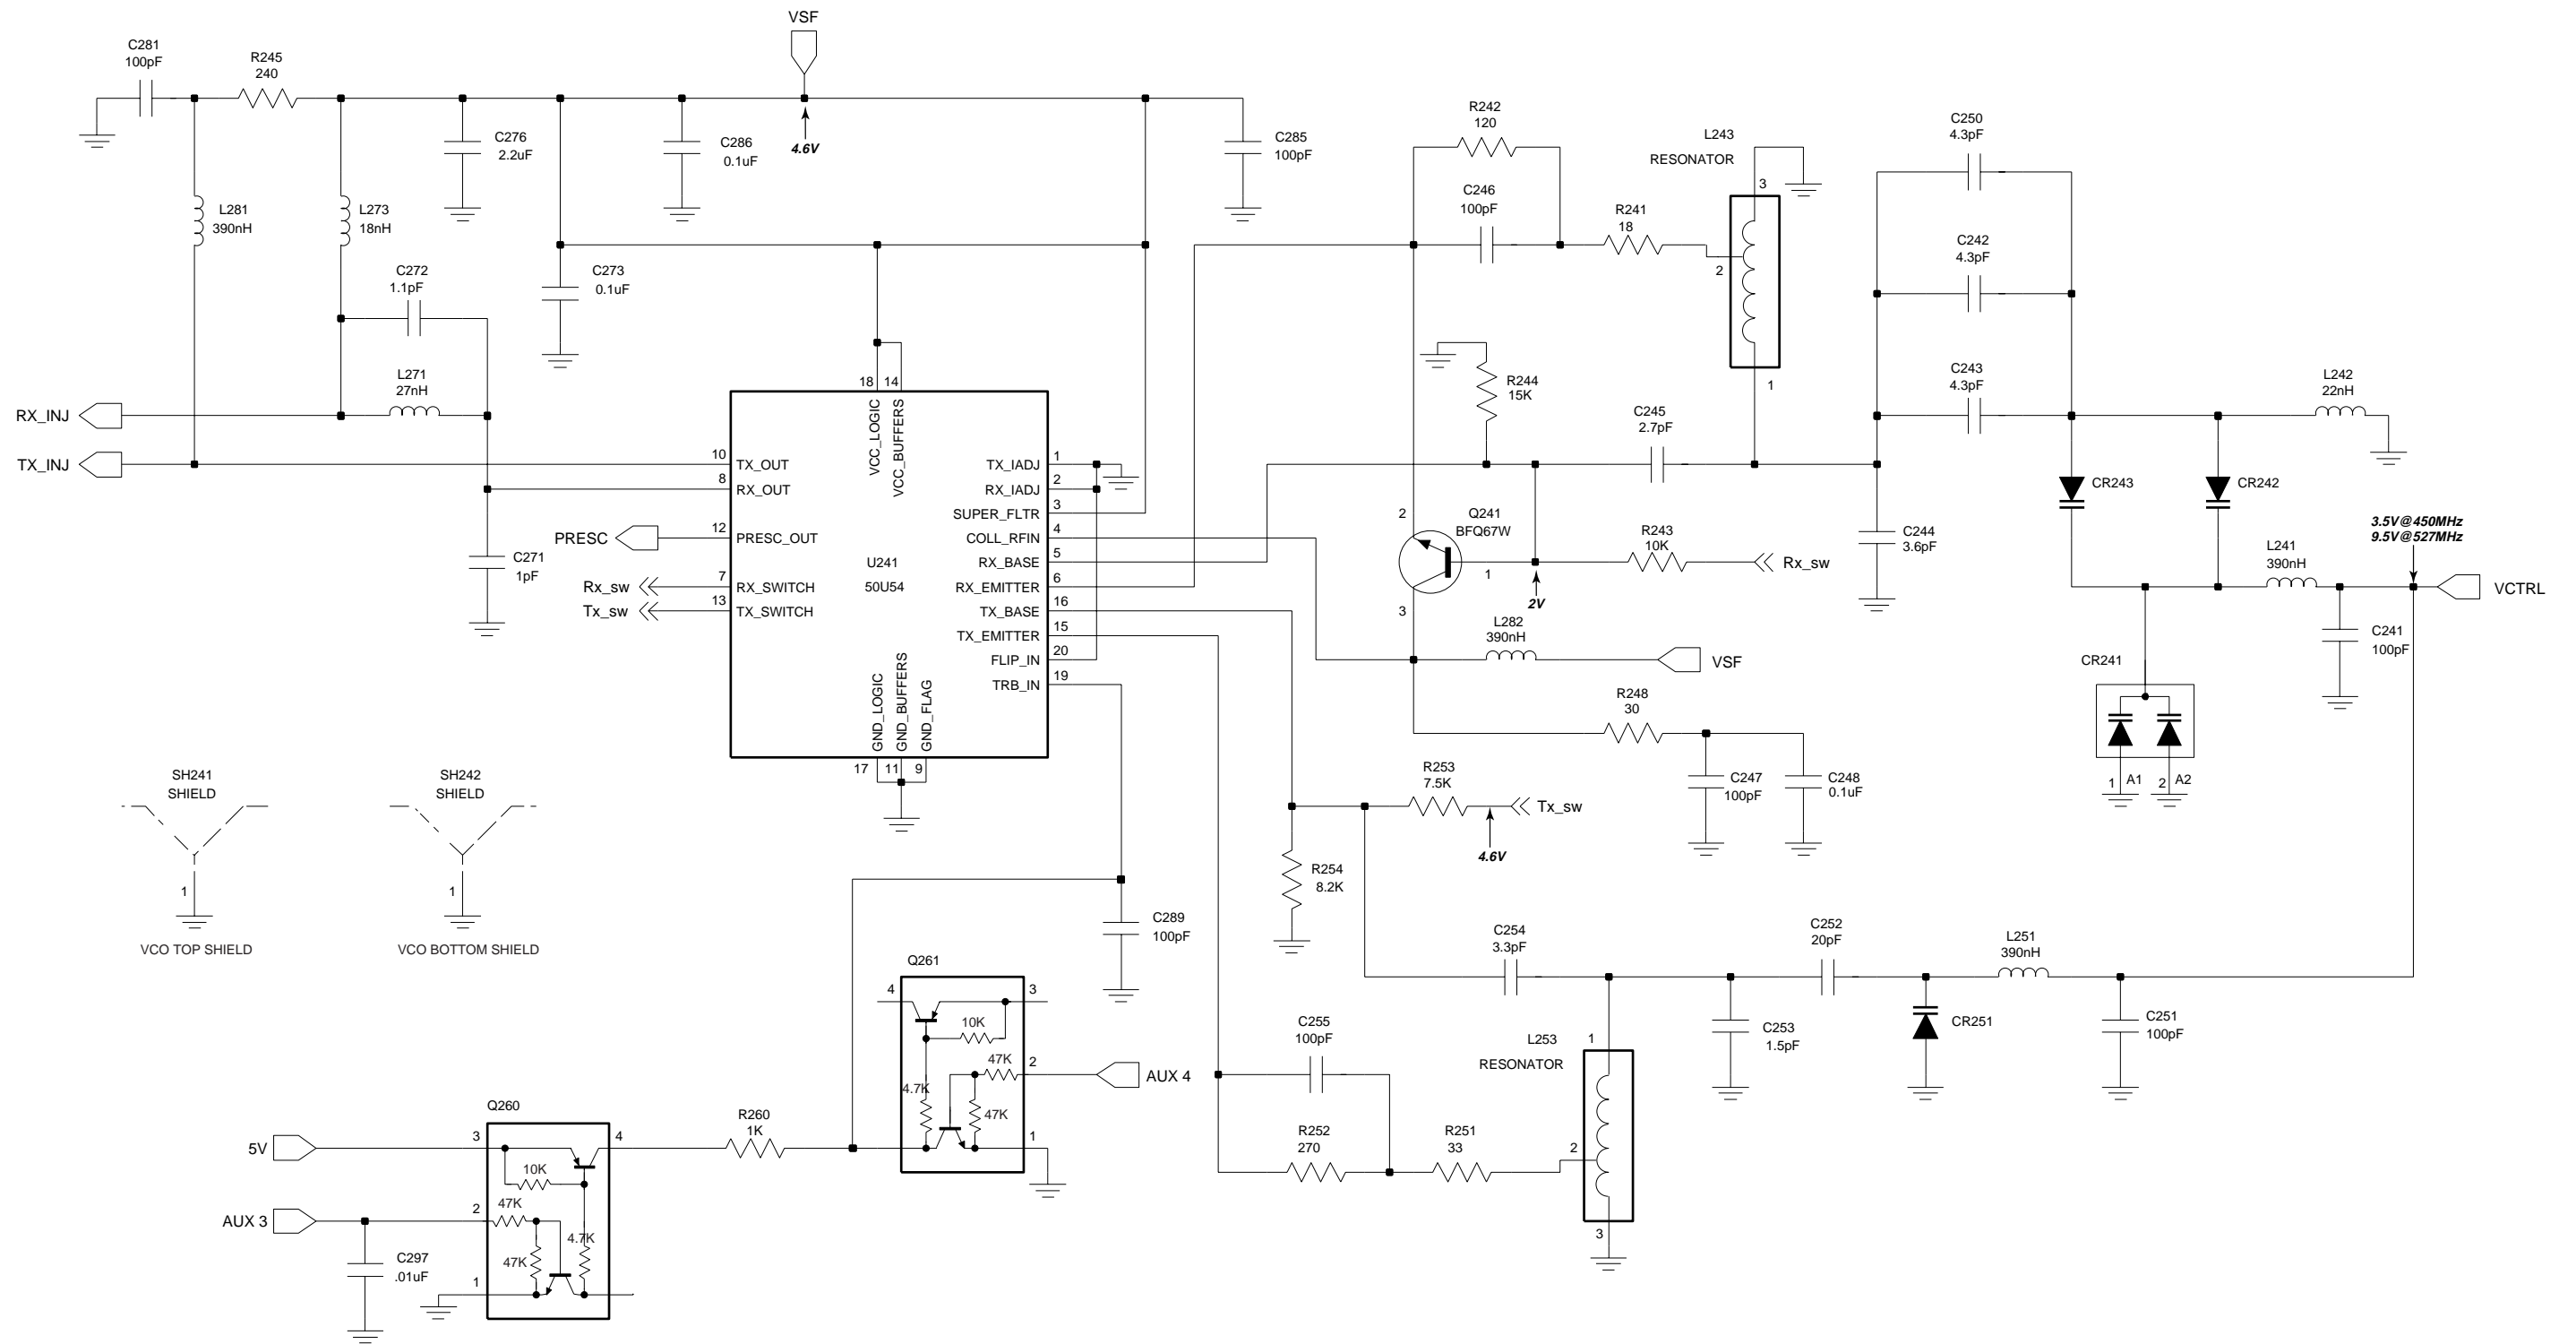 VSF
C281
100pF
R245
240
C276
2.2uF
C286
0.1uF
4.6V
C285
100pF
R242
120
L243
RESONATOR
C250
4.3pF
L281
390nH
L273
18nH
C246
100pF
R241
18
3
2
1
C242
4.3pF
C272
1.1pF
C273
0.1uF
L271
27nH
R244
15K
C245
2.7pF
C243
4.3pF
L242
22nH
RX_INJ
TX_INJ
18
14
VCC_LOGIC
VCC_BUFFERS
10
TX_OUT
8
RX_OUT
12
PRESC_OUT
7
RX_SWITCH
13
TX_SWITCH
U241
50U54
TX_IADJ
1
RX_IADJ
2
SUPER_FLTR
3
COLL_RFIN
4
RX_BASE
5
RX_EMITTER
6
TX_BASE
16
TX_EMITTER
15
FLIP_IN
20
TRB_IN
19
GND_LOGIC
GND_BUFFERS
GND_FLAG
17
11
9
PRESC
Rx_sw
Tx_sw
C271
1pF
2
Q241
BFQ67W
1
3
R243
10K
Rx_sw
2V
C244
3.6pF
CR243
CR242
3.5V@450MHz
9.5V@527MHz
L241
390nH
VCTRL
C241
100pF
L282
390nH
VSF
CR241
1
A1
2
A2
R248
30
C247
100pF
C248
0.1uF
R253
7.5K
Tx_sw
4.6V
R254
8.2K
SH241
SHIELD
1
VCO TOP SHIELD
SH242
SHIELD
1
VCO BOTTOM SHIELD
C289
100pF
C254
3.3pF
C252
20pF
L251
390nH
Q261
4
3
10K
47K
2
4.7K
47K
1
AUX 4
C255
100pF
L253
RESONATOR
1
2
3
C253
1.5pF
CR251
C251
100pF
R252
270
R251
33
Q260
5V
3
4
10K
47K
AUX 3
2
4.7K
47K
1
R260
1K
C297
.01uF